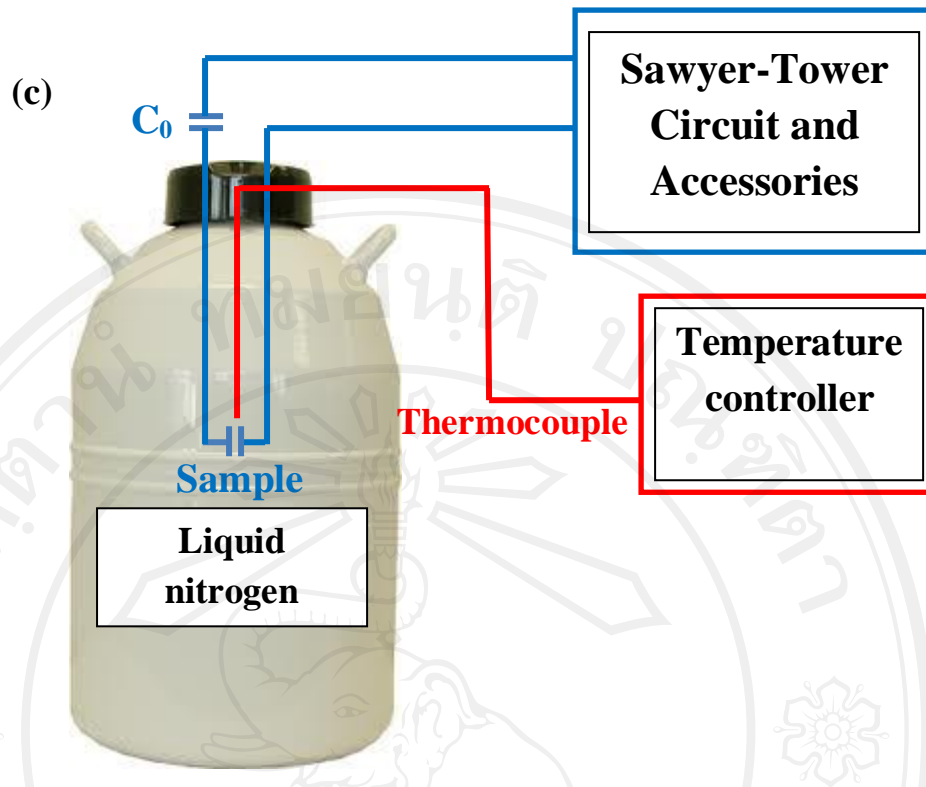 (c)
C₀
Sawyer-Tower
Circuit and
Accessories
Temperature
controller
Thermocouple
Sample
Liquid
nitrogen